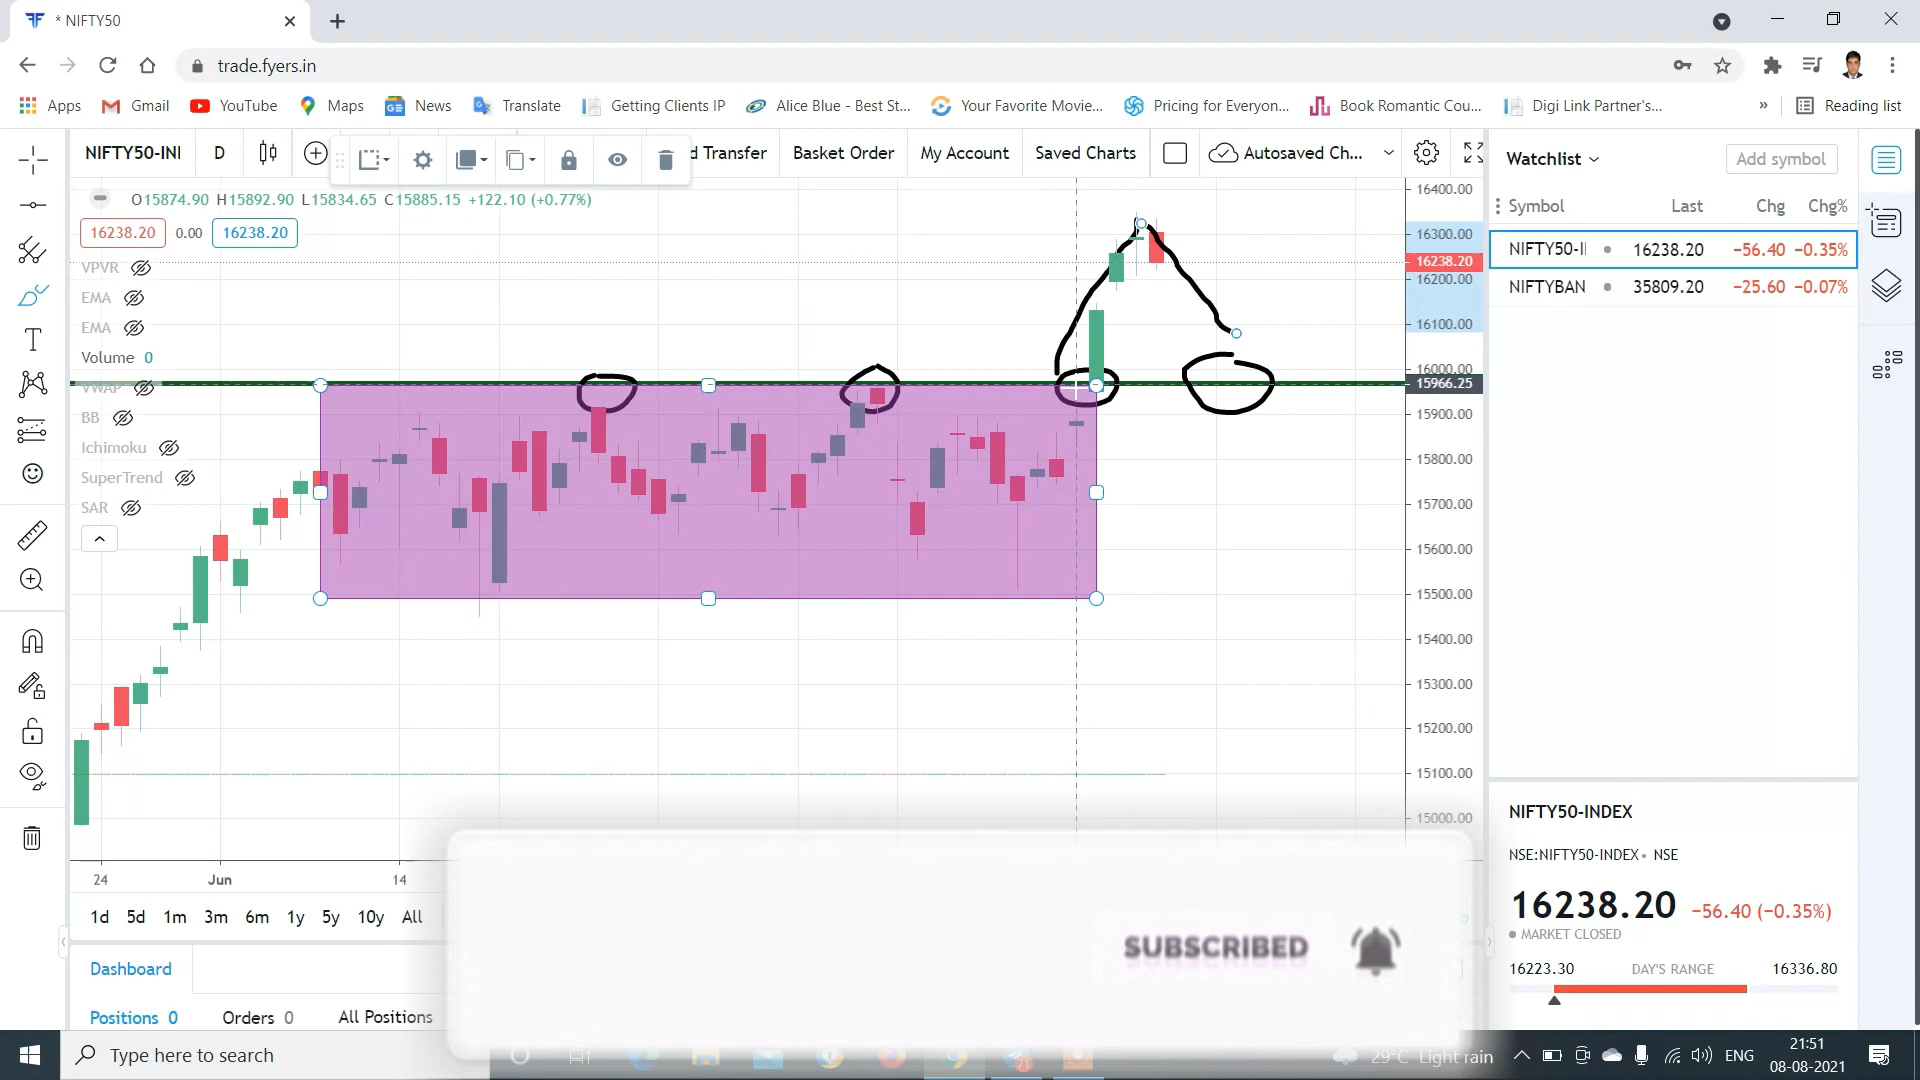 * NIFTY50
trade.fyers.in
Apps Gmail YouTube Maps News Translate Getting Clients IP Alice Blue - Best St... Your Favorite Movie... Pricing for Everyon... Book Romantic Cou... Digi Link Partner's... » Reading list
NIFTY50-INI D d Transfer Basket Order My Account Saved Charts Autosaved Ch...
Watchlist Add symbol
O15874.90 H15892.90 L15834.65 C15885.15 +122.10 (+0.77%)
16238.20 0.00 16238.20
VPVR
EMA
EMA
Volume 0
VWAP
BB
Ichimoku
SuperTrend
SAR
16400.00
16300.00
16238.20
16200.00
16100.00
16000.00
15966.25
15900.00
15800.00
15700.00
15600.00
15500.00
15400.00
15300.00
15200.00
15100.00
15000.00
Symbol Last Chg Chg%
NIFTY50-II 16238.20 −56.40 −0.35%
NIFTYBAN 35809.20 −25.60 −0.07%
24 Jun 14
1d 5d 1m 3m 6m 1y 5y 10y All
Dashboard
Positions 0 Orders 0 All Positions
SUBSCRIBED
NIFTY50-INDEX
NSE:NIFTY50-INDEX • NSE
16238.20 −56.40 (−0.35%)
MARKET CLOSED
16223.30 DAY'S RANGE 16336.80
Type here to search
29°C Light rain
ENG
21:51
08-08-2021